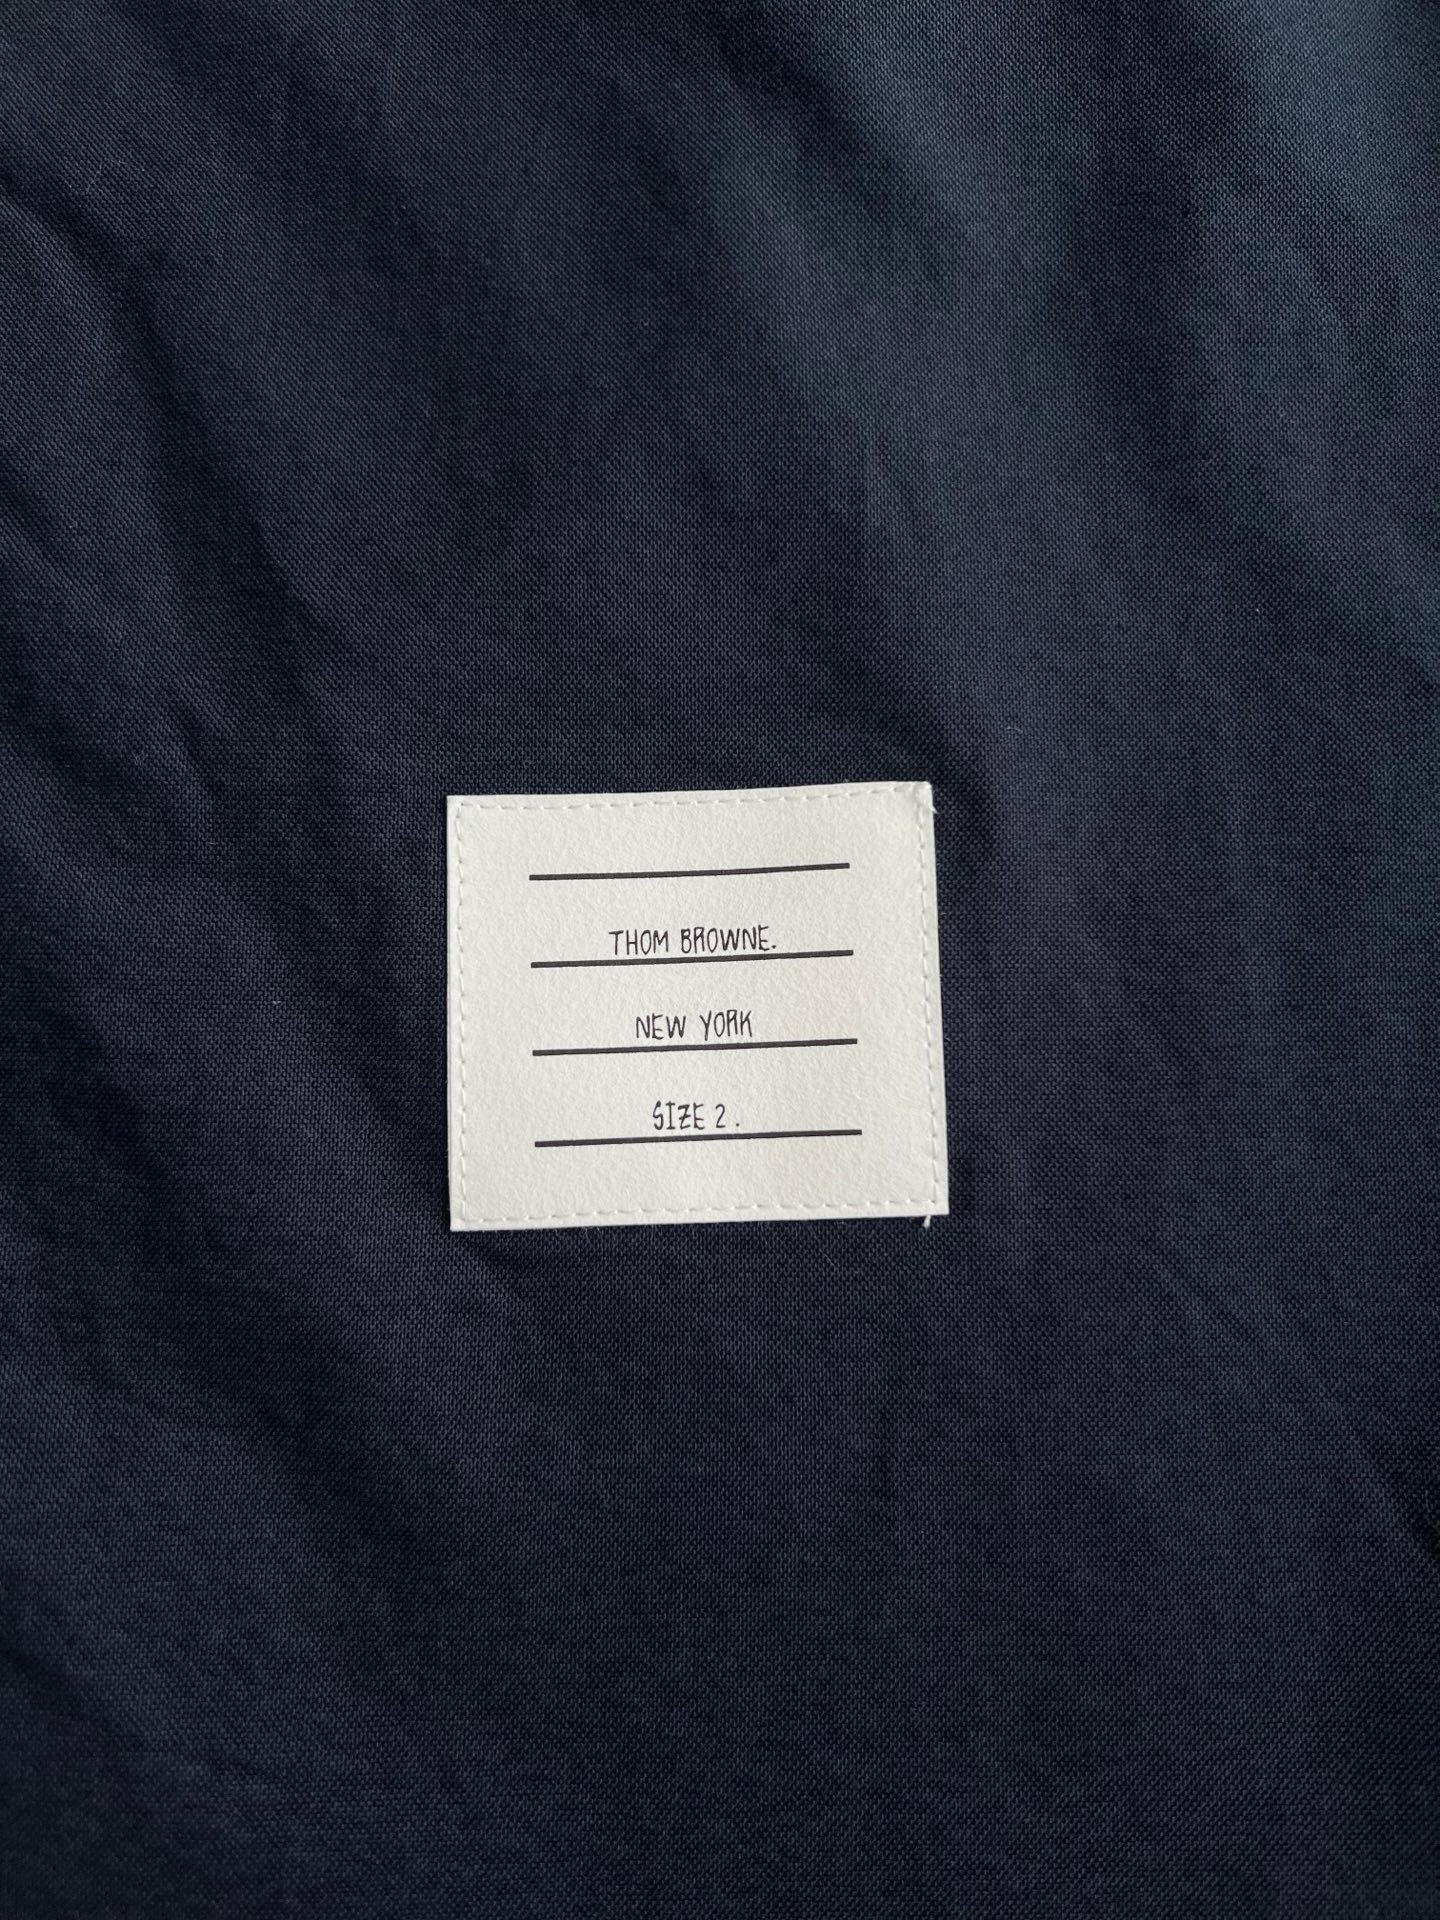 THOM BROWNE.
NEW YORK
SIZE 2.